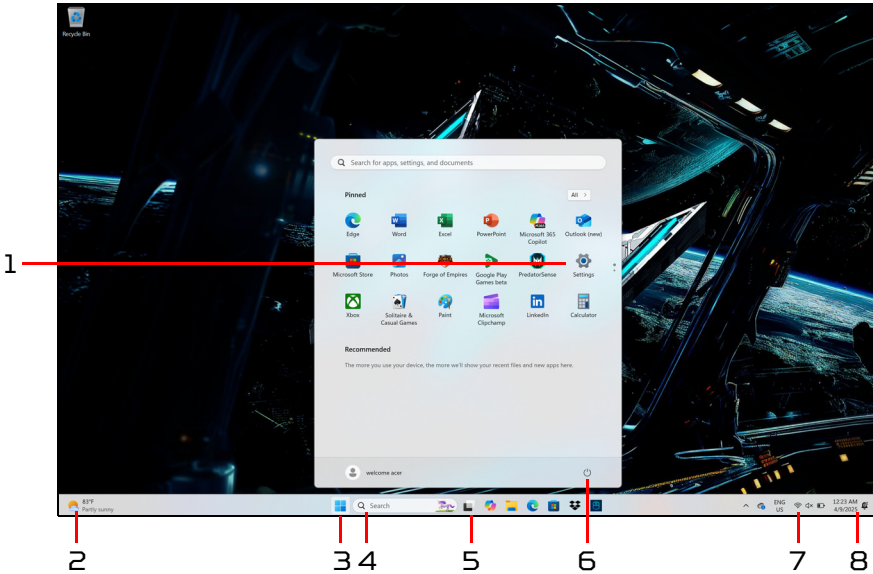 Recycle Bin
Search for apps, settings, and documents
Pinned
All >
Edge
Word
Excel
PowerPoint
Microsoft 365
Copilot
Outlook (new)
1
Microsoft Store
Photos
Forge of Empires
Google Play
Games beta
PredatorSense
Settings
Xbox
Solitaire &
Casual Games
Paint
Microsoft
Clipchamp
LinkedIn
Calculator
Recommended
The more you use your device, the more we'll show your recent files and new apps here.
welcome acer
83°F
Partly sunny
Search
ENG
US
12:23 AM
4/9/2025
2
3
4
5
6
7
8